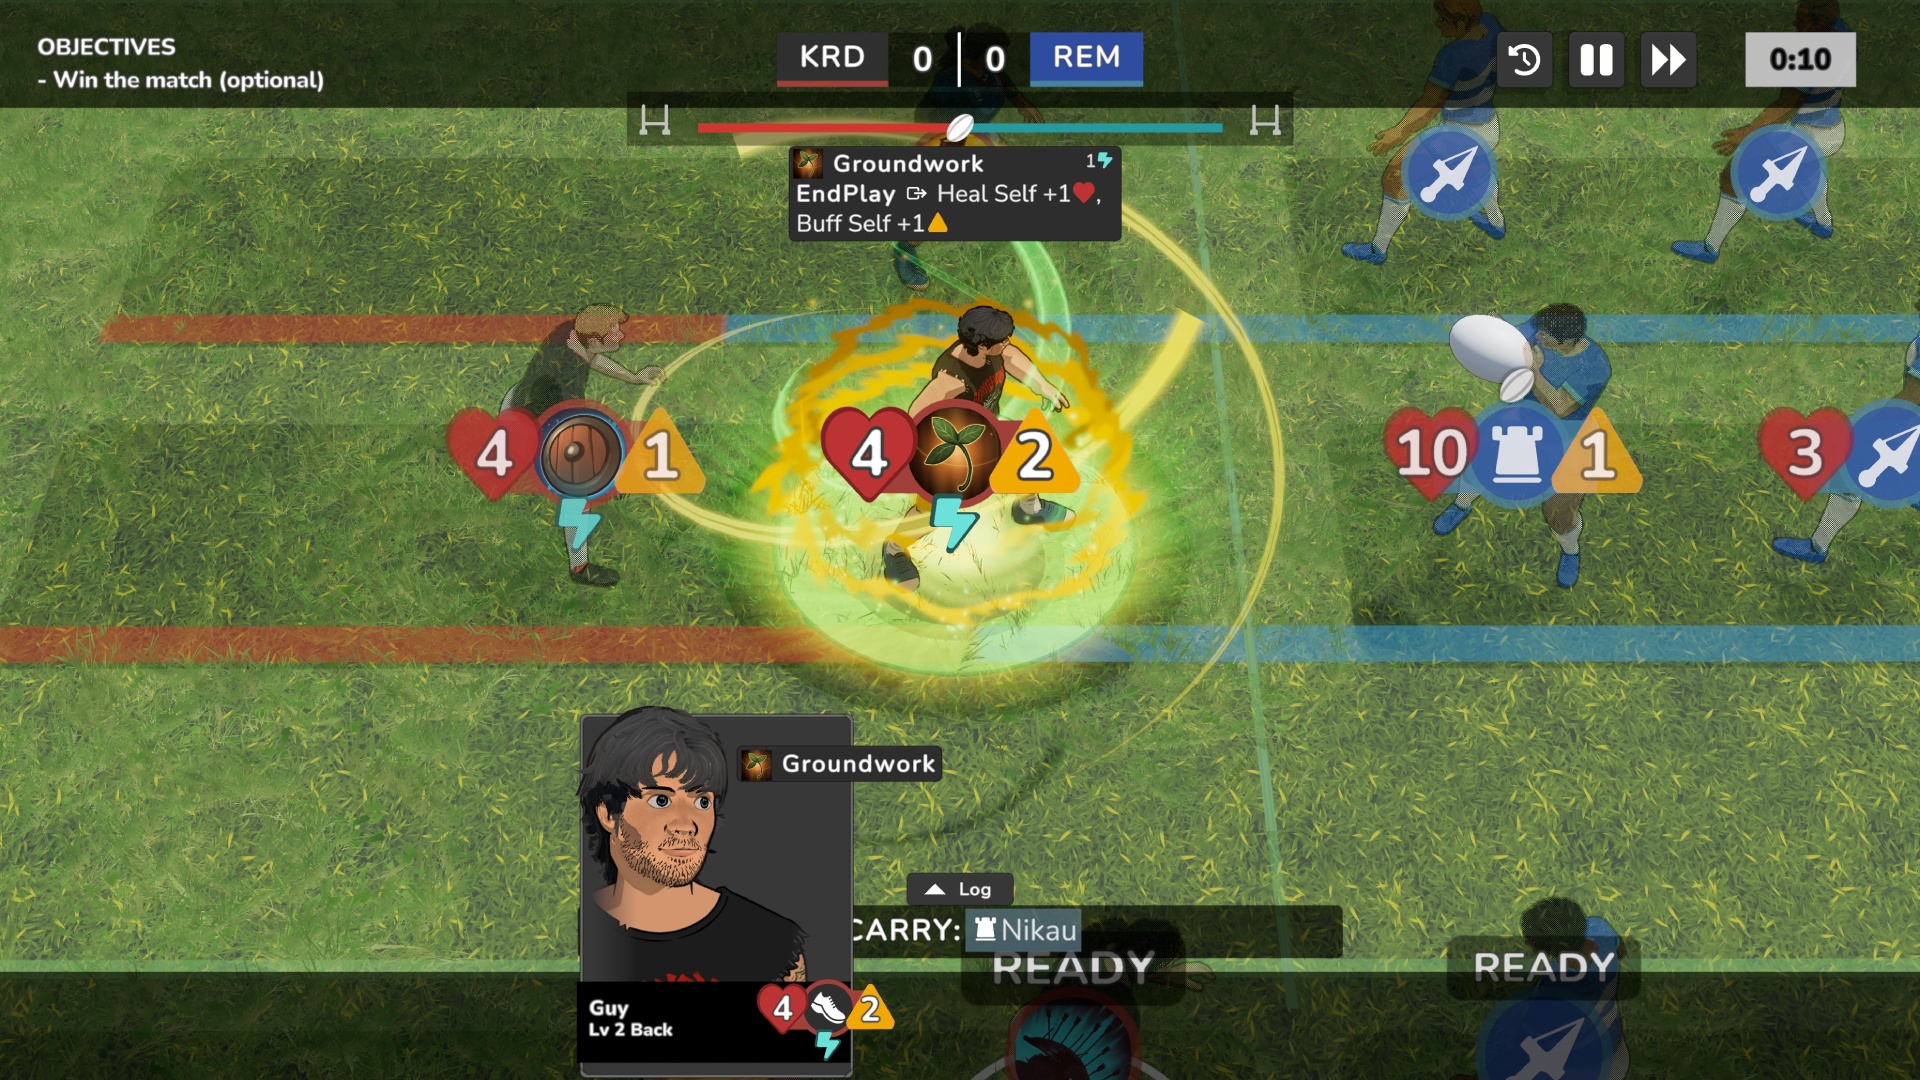 OBJECTIVES
- Win the match (optional)
KRD 0 0 REM
0:10
Groundwork 1
EndPlay Heal Self +1,
Buff Self +1
4 1
4 2
10 1
3
Groundwork
Log
CARRY: Nikau
READY
READY
Guy
Lv 2 Back
4 2